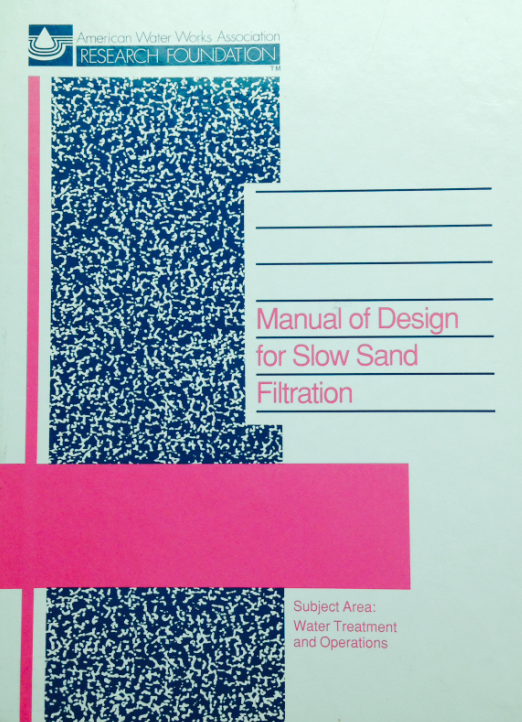 American Water Works Association
RESEARCH FOUNDATION
TM
Manual of Design
for Slow Sand
Filtration
Subject Area:
Water Treatment
and Operations